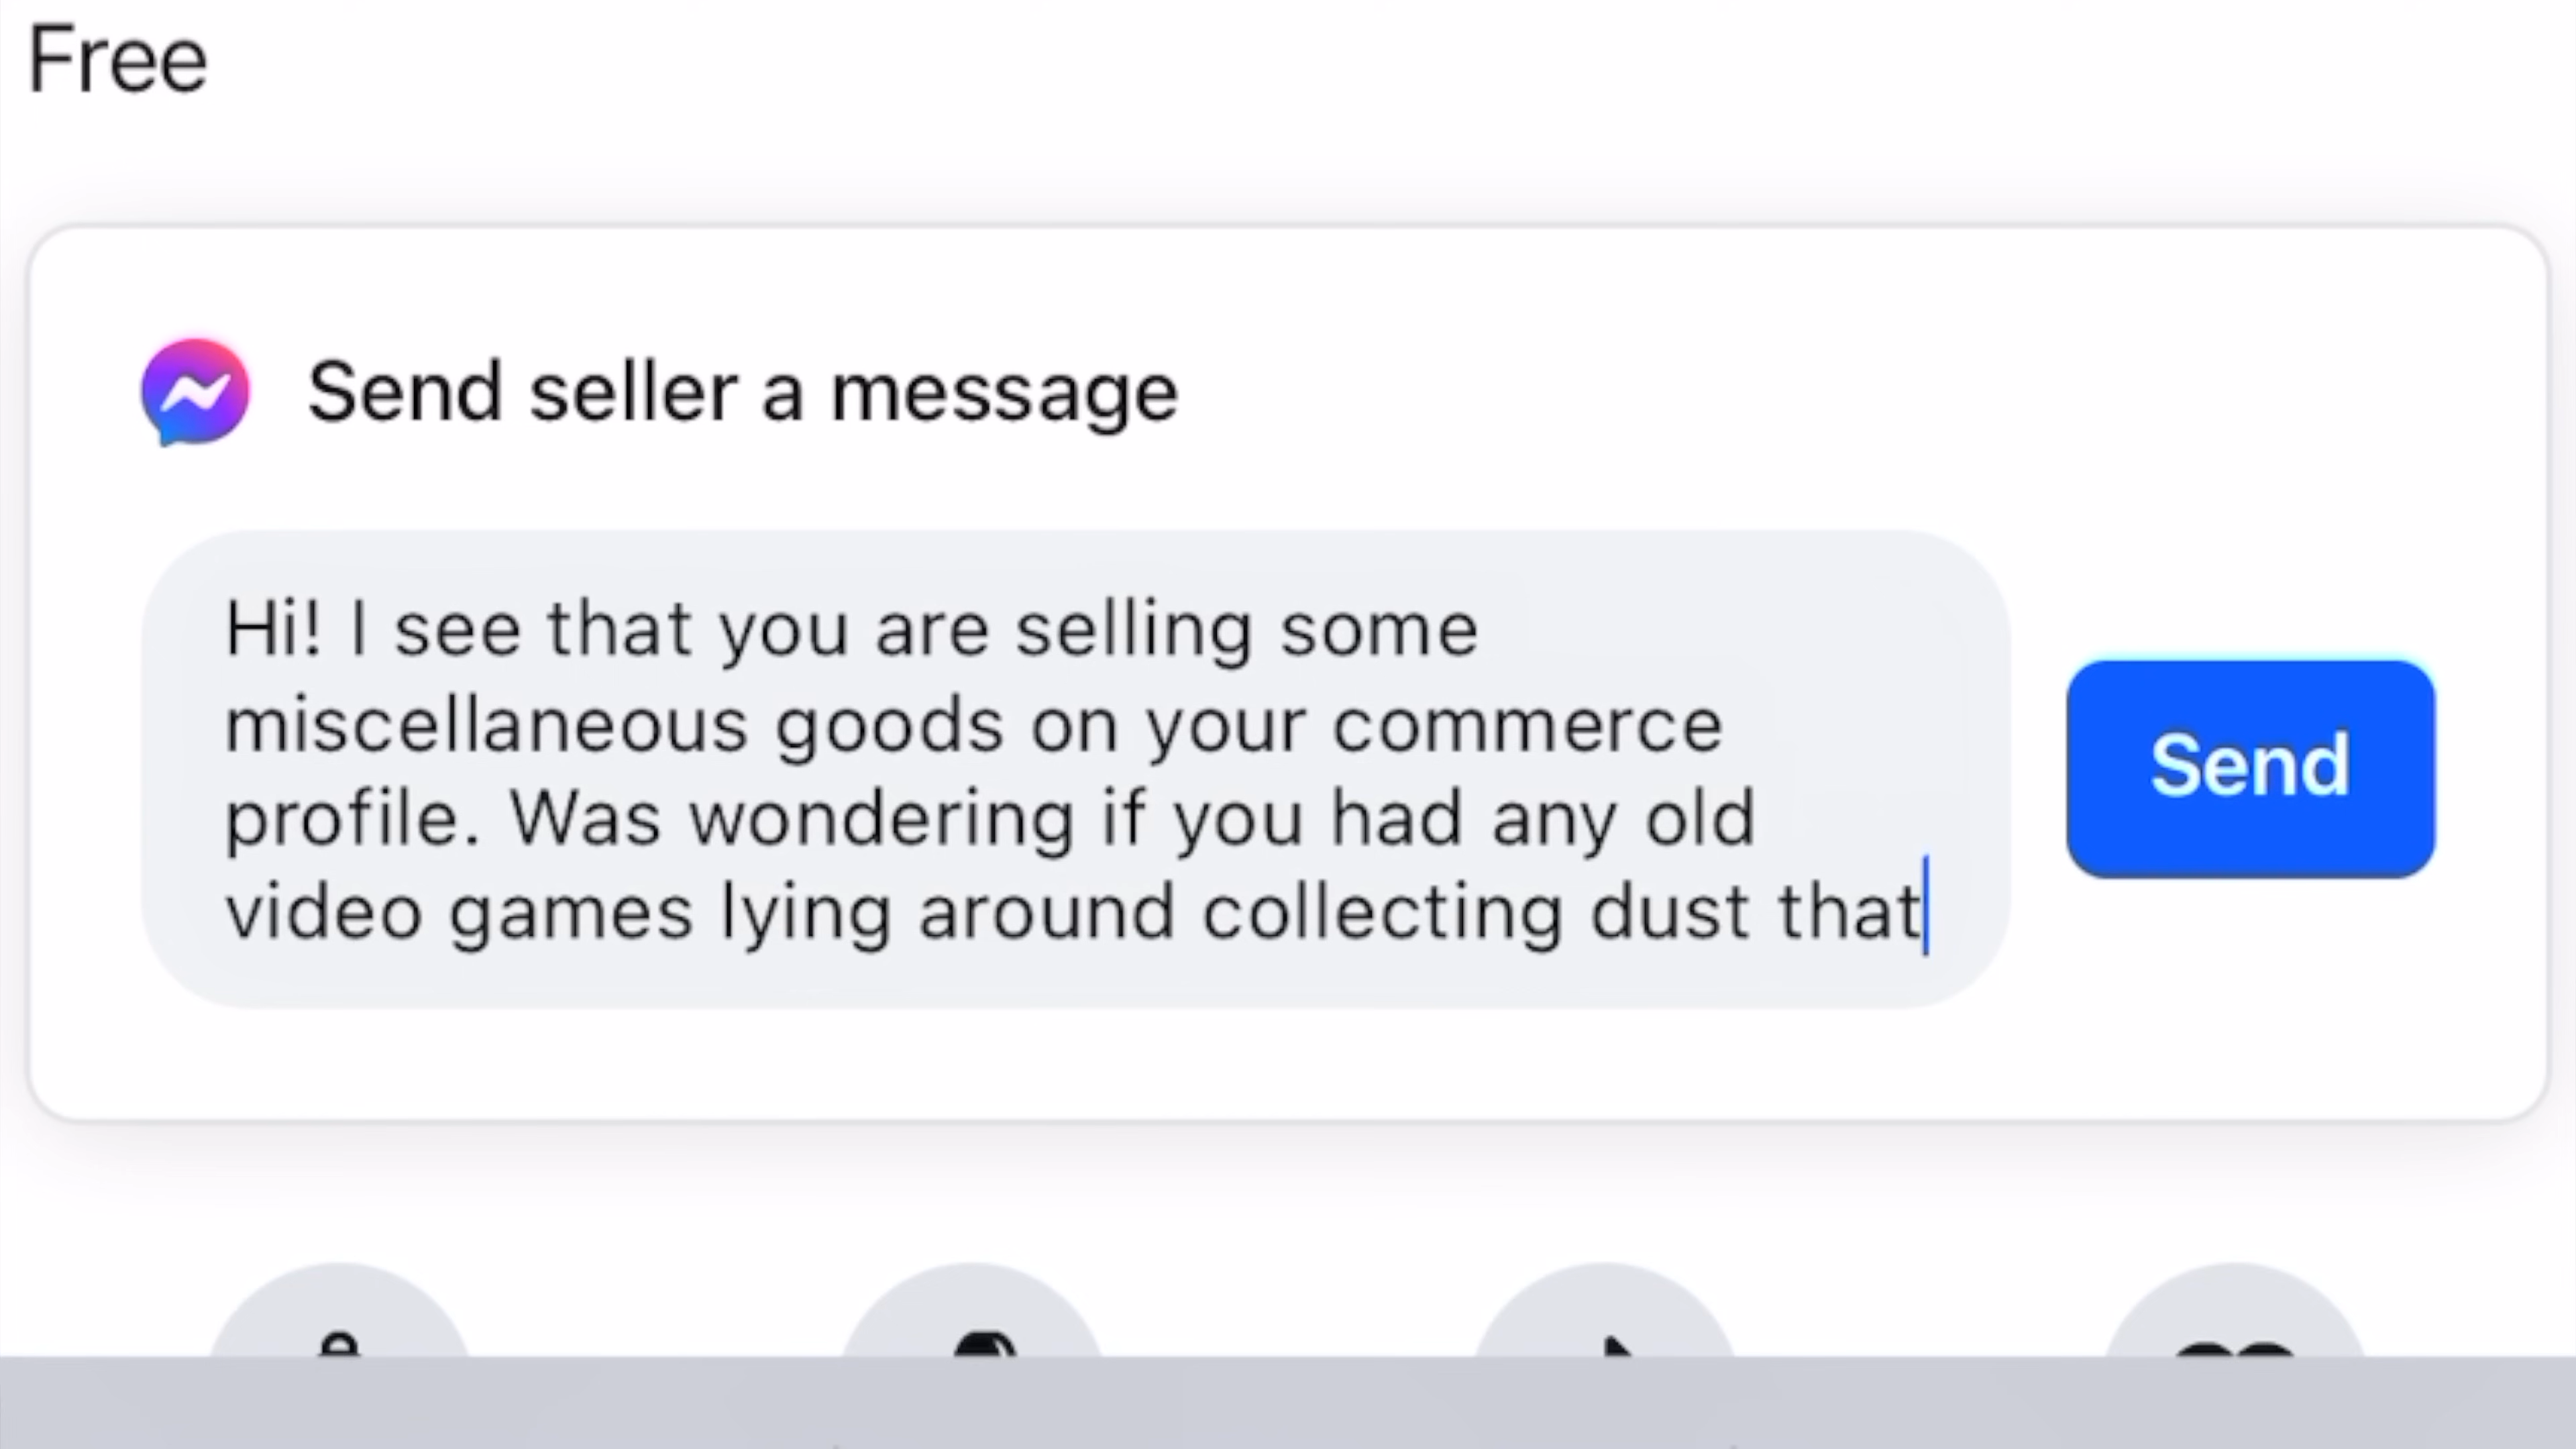 Free
Send seller a message
Hi! I see that you are selling some
miscellaneous goods on your commerce
profile. Was wondering if you had any old
video games lying around collecting dust that
Send